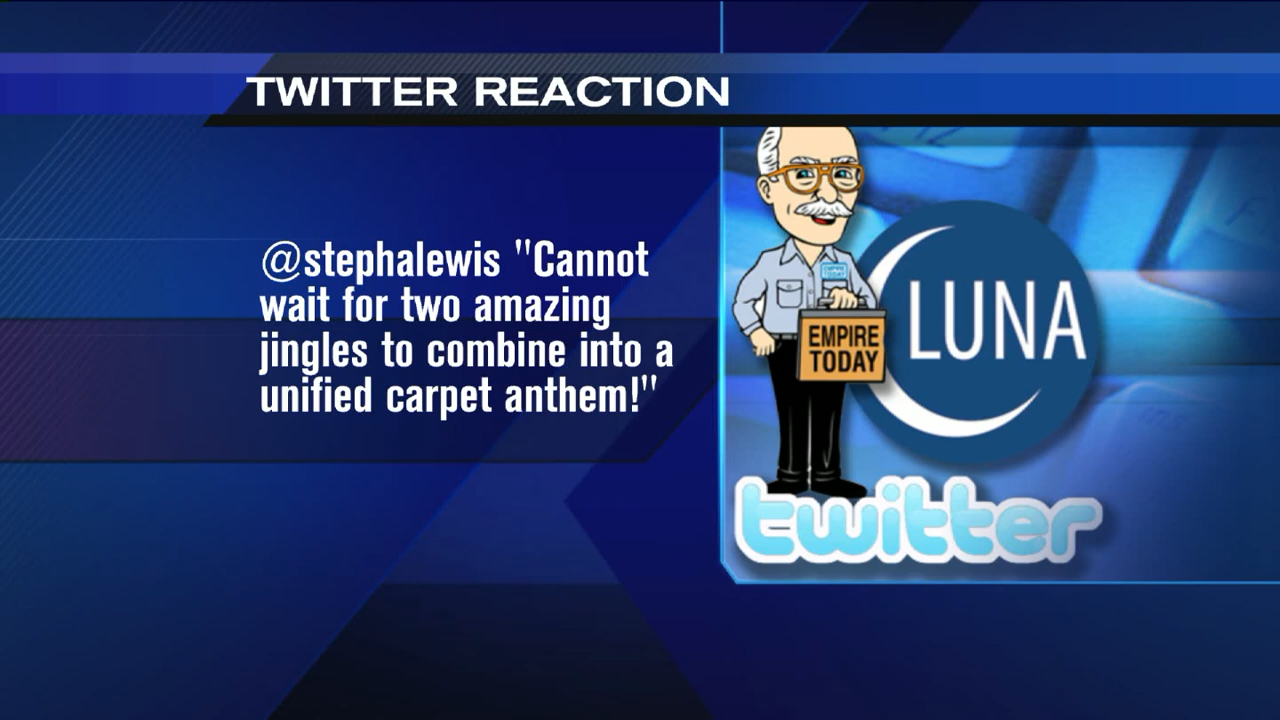 TWITTER REACTION
@stephalewis "Cannot
wait for two amazing
jingles to combine into a
unified carpet anthem!"
EMPIRE
TODAY
LUNA
twitter